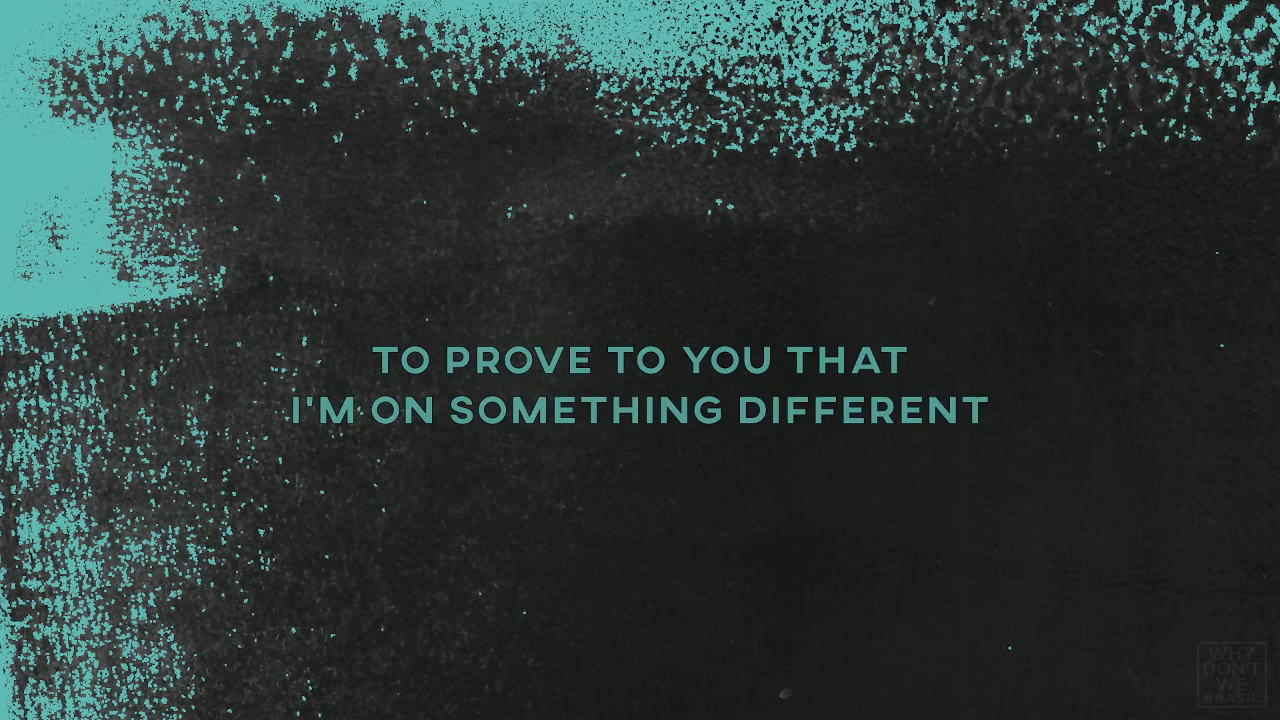 TO PROVE TO YOU THAT
I'M ON SOMETHING DIFFERENT
WHY
DON'T
WE
BRASIL